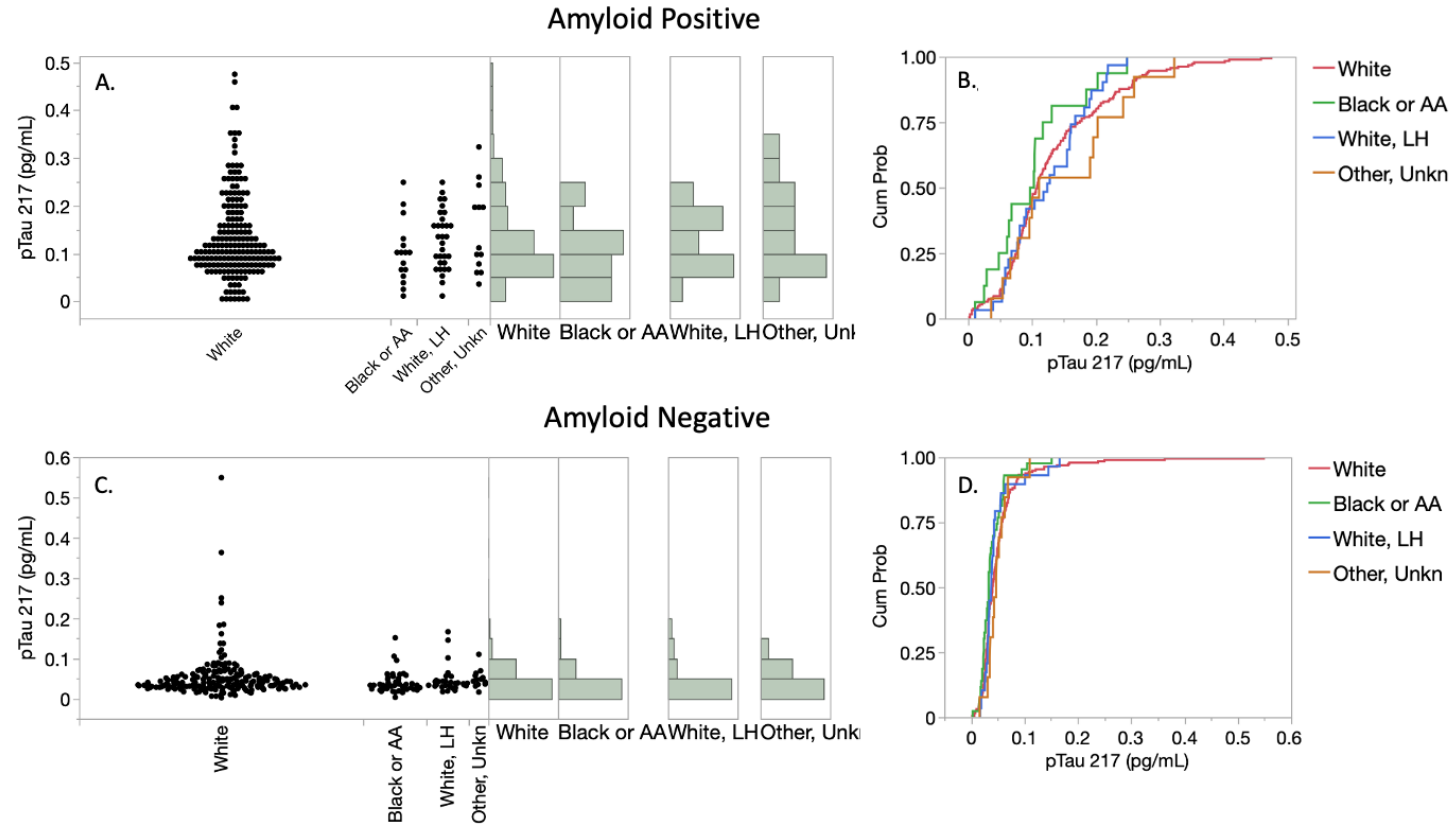 Amyloid Positive
A.
pTau 217 (pg/mL)
0.5
0.4
0.3
0.2
0.1
0
White
Black or AA
White, LH
Other, Unkn
White
Black or AA
White, LH
Other, Unk
B.
Cum Prob
1.00
0.75
0.50
0.25
0
0
0.1
0.2
0.3
0.4
0.5
pTau 217 (pg/mL)
White
Black or AA
White, LH
Other, Unkn
Amyloid Negative
C.
pTau 217 (pg/mL)
0.6
0.5
0.4
0.3
0.2
0.1
0
White
Black or AA
White, LH
Other, Unkn
White
Black or AA
White, LH
Other, Unkn
D.
Cum Prob
1.00
0.75
0.50
0.25
0
0
0.1
0.2
0.3
0.4
0.5
0.6
pTau 217 (pg/mL)
White
Black or AA
White, LH
Other, Unkn